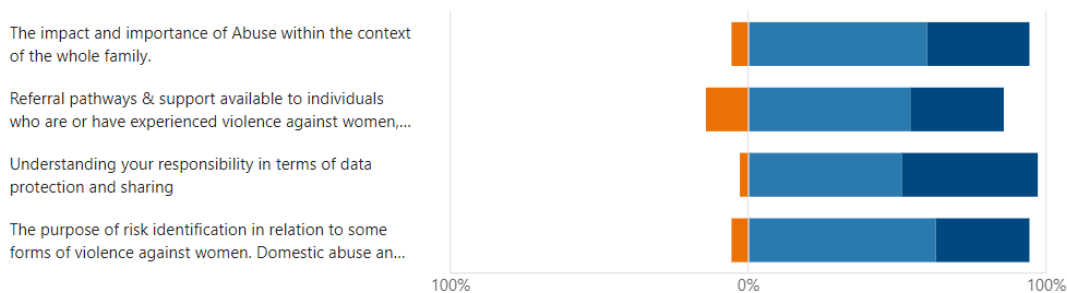 The impact and importance of Abuse within the context
of the whole family.
Referral pathways & support available to individuals
who are or have experienced violence against women,...
Understanding your responsibility in terms of data
protection and sharing
The purpose of risk identification in relation to some
forms of violence against women. Domestic abuse an...
100%
0%
100%